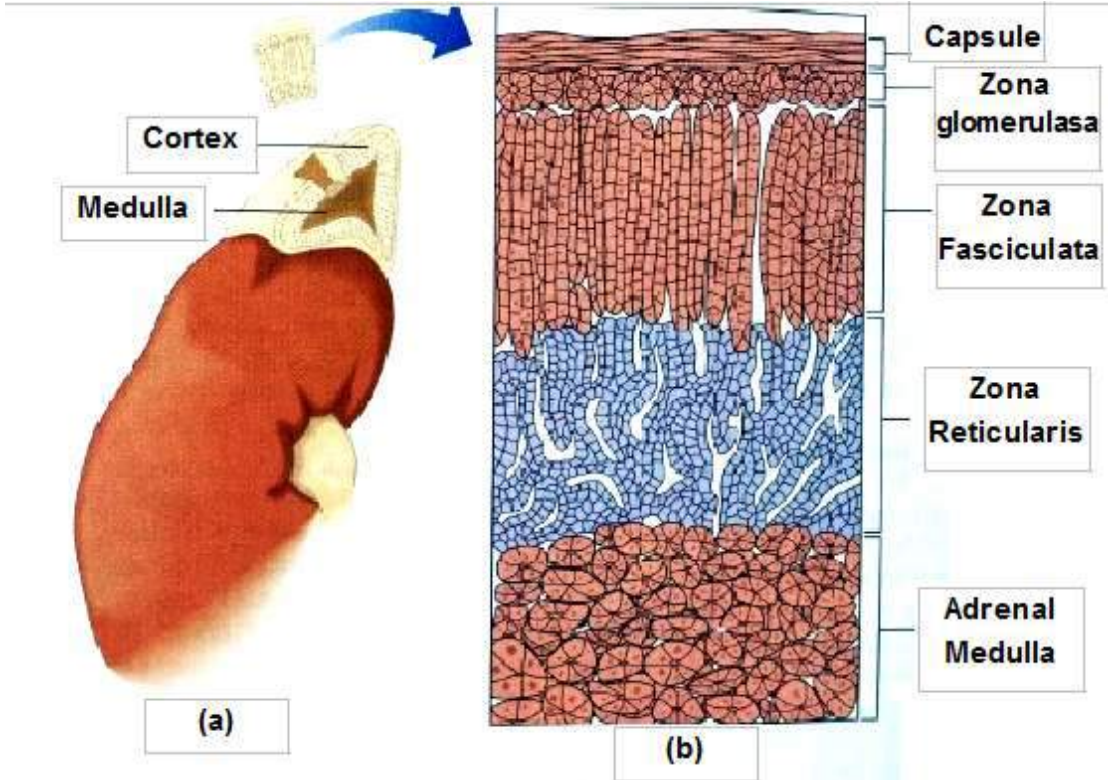 Cortex
Medulla
(a)
Capsule
Zona
glomerulasa
Zona
Fasciculata
Zona
Reticularis
Adrenal
Medulla
(b)